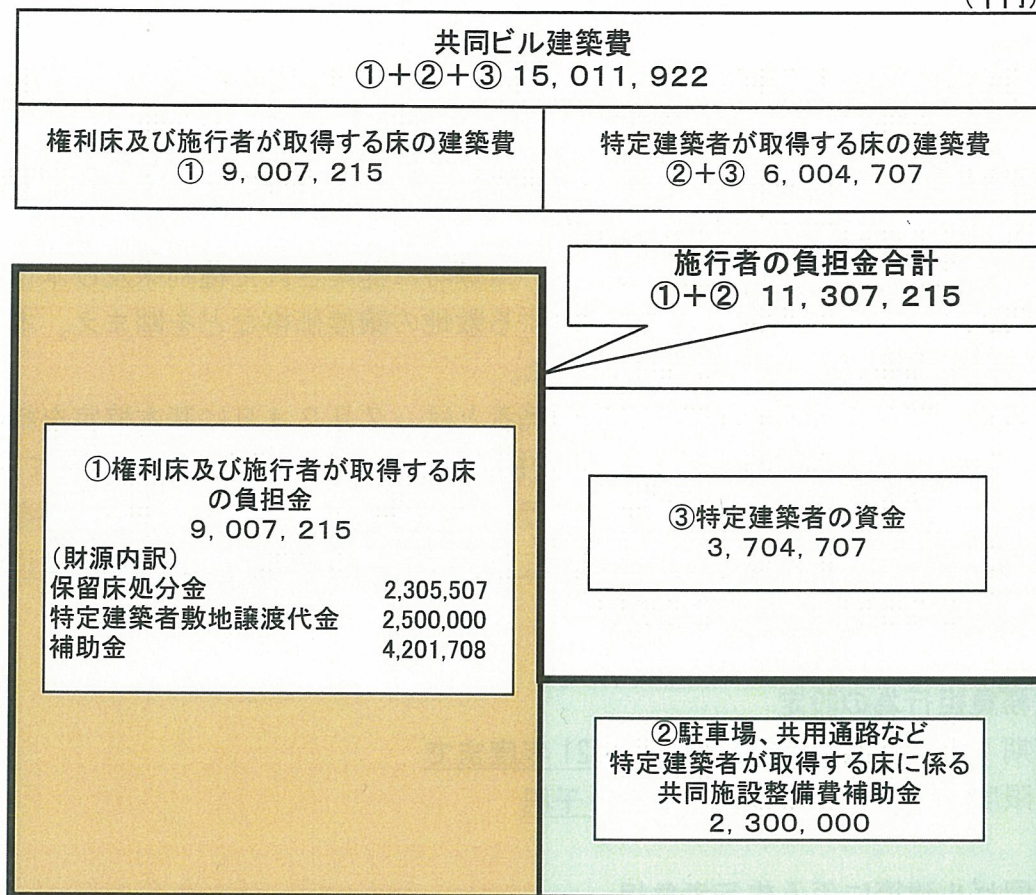 共同ビル建築費
①+②+③ 15,011,922
権利床及び施行者が取得する床の建築費
① 9,007,215
特定建築者が取得する床の建築費
②+③ 6,004,707
施行者の負担金合計
①+② 11,307,215
①権利床及び施行者が取得する床
の負担金
9,007,215
(財源内訳)
保留床処分金 2,305,507
特定建築者敷地譲渡代金 2,500,000
補助金 4,201,708
③特定建築者の資金
3,704,707
②駐車場、共用通路など
特定建築者が取得する床に係る
共同施設整備費補助金
2,300,000